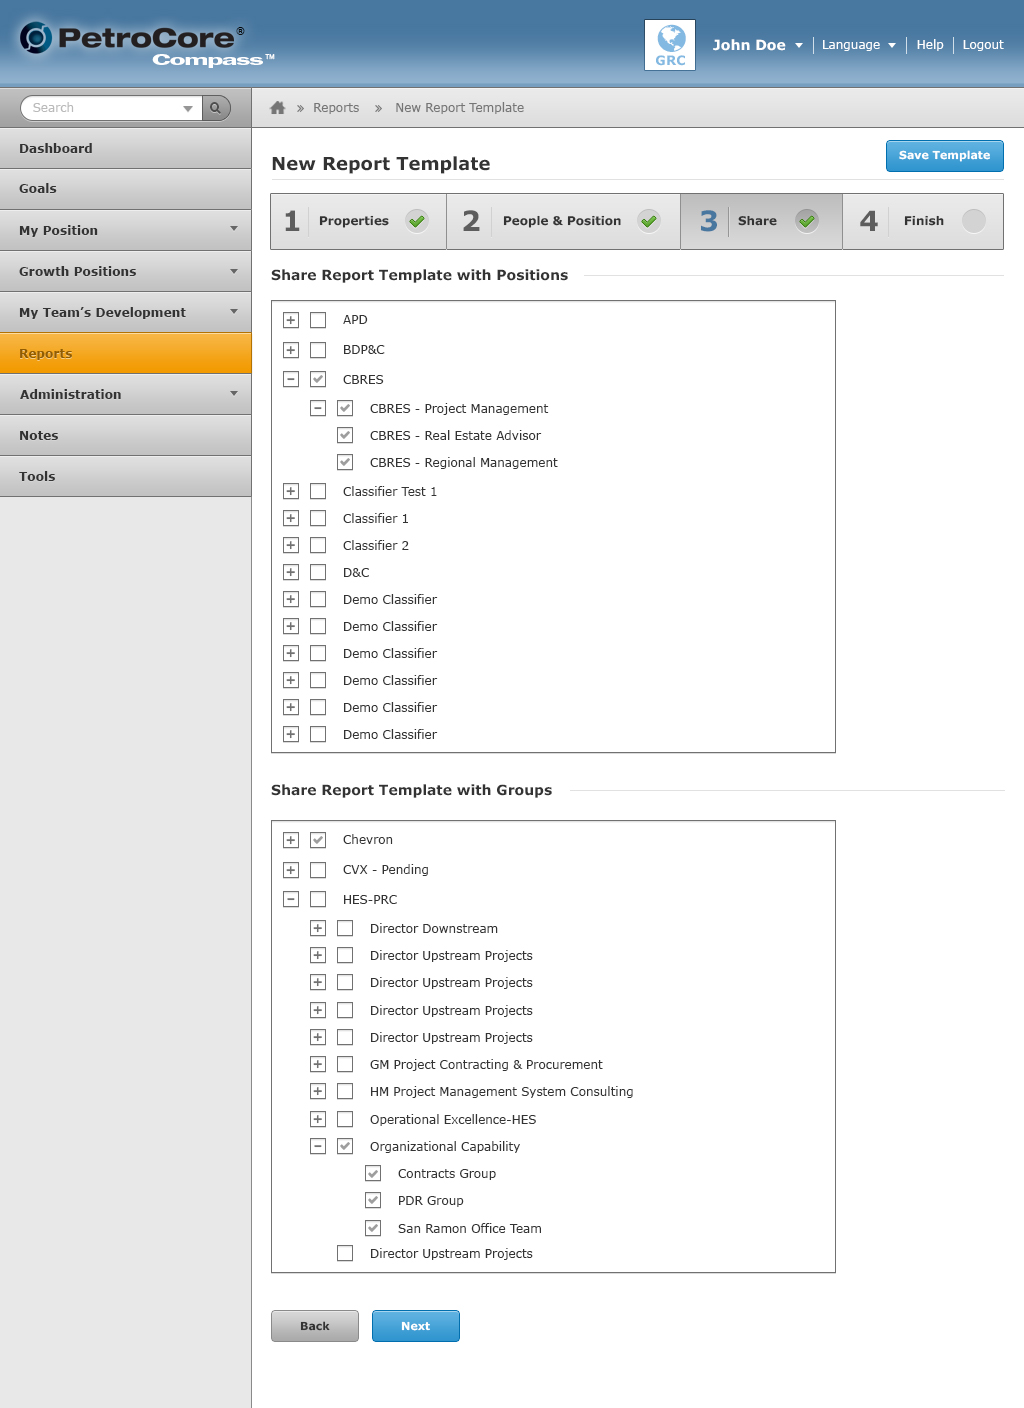 PetroCore®
Compass™
GRC
John Doe
Language
Help
Logout
Search
» Reports » New Report Template
Dashboard
Goals
My Position
Growth Positions
My Team's Development
Reports
Administration
Notes
Tools
New Report Template
Save Template
1 Properties
2 People & Position
3 Share
4 Finish
Share Report Template with Positions
APD
BDP&C
CBRES
CBRES - Project Management
CBRES - Real Estate Advisor
CBRES - Regional Management
Classifier Test 1
Classifier 1
Classifier 2
D&C
Demo Classifier
Demo Classifier
Demo Classifier
Demo Classifier
Demo Classifier
Demo Classifier
Share Report Template with Groups
Chevron
CVX - Pending
HES-PRC
Director Downstream
Director Upstream Projects
Director Upstream Projects
Director Upstream Projects
Director Upstream Projects
GM Project Contracting & Procurement
HM Project Management System Consulting
Operational Excellence-HES
Organizational Capability
Contracts Group
PDR Group
San Ramon Office Team
Director Upstream Projects
Back
Next